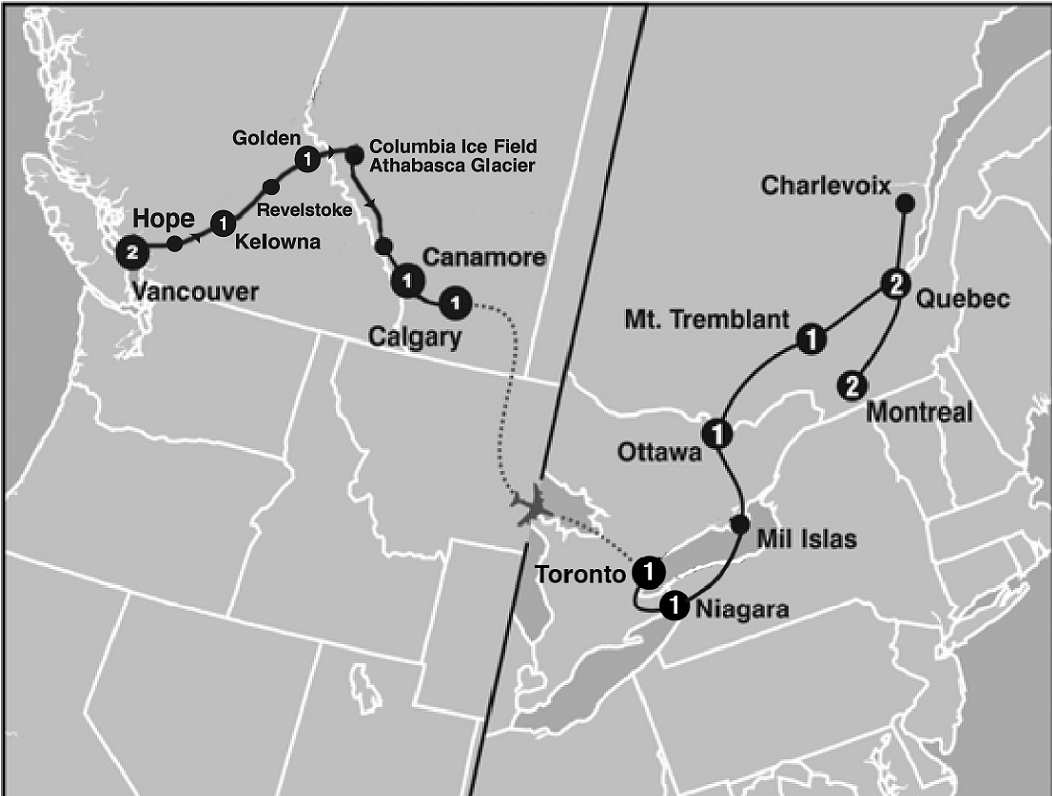 Golden
1
Columbia Ice Field
Athabasca Glacier
Revelstoke
Hope
1
Kelowna
2
Vancouver
Canamore
1
1
Calgary
Charlevoix
2
Quebec
Mt. Tremblant
1
2
Montreal
1
Ottawa
Mil Islas
Toronto
1
1
Niagara